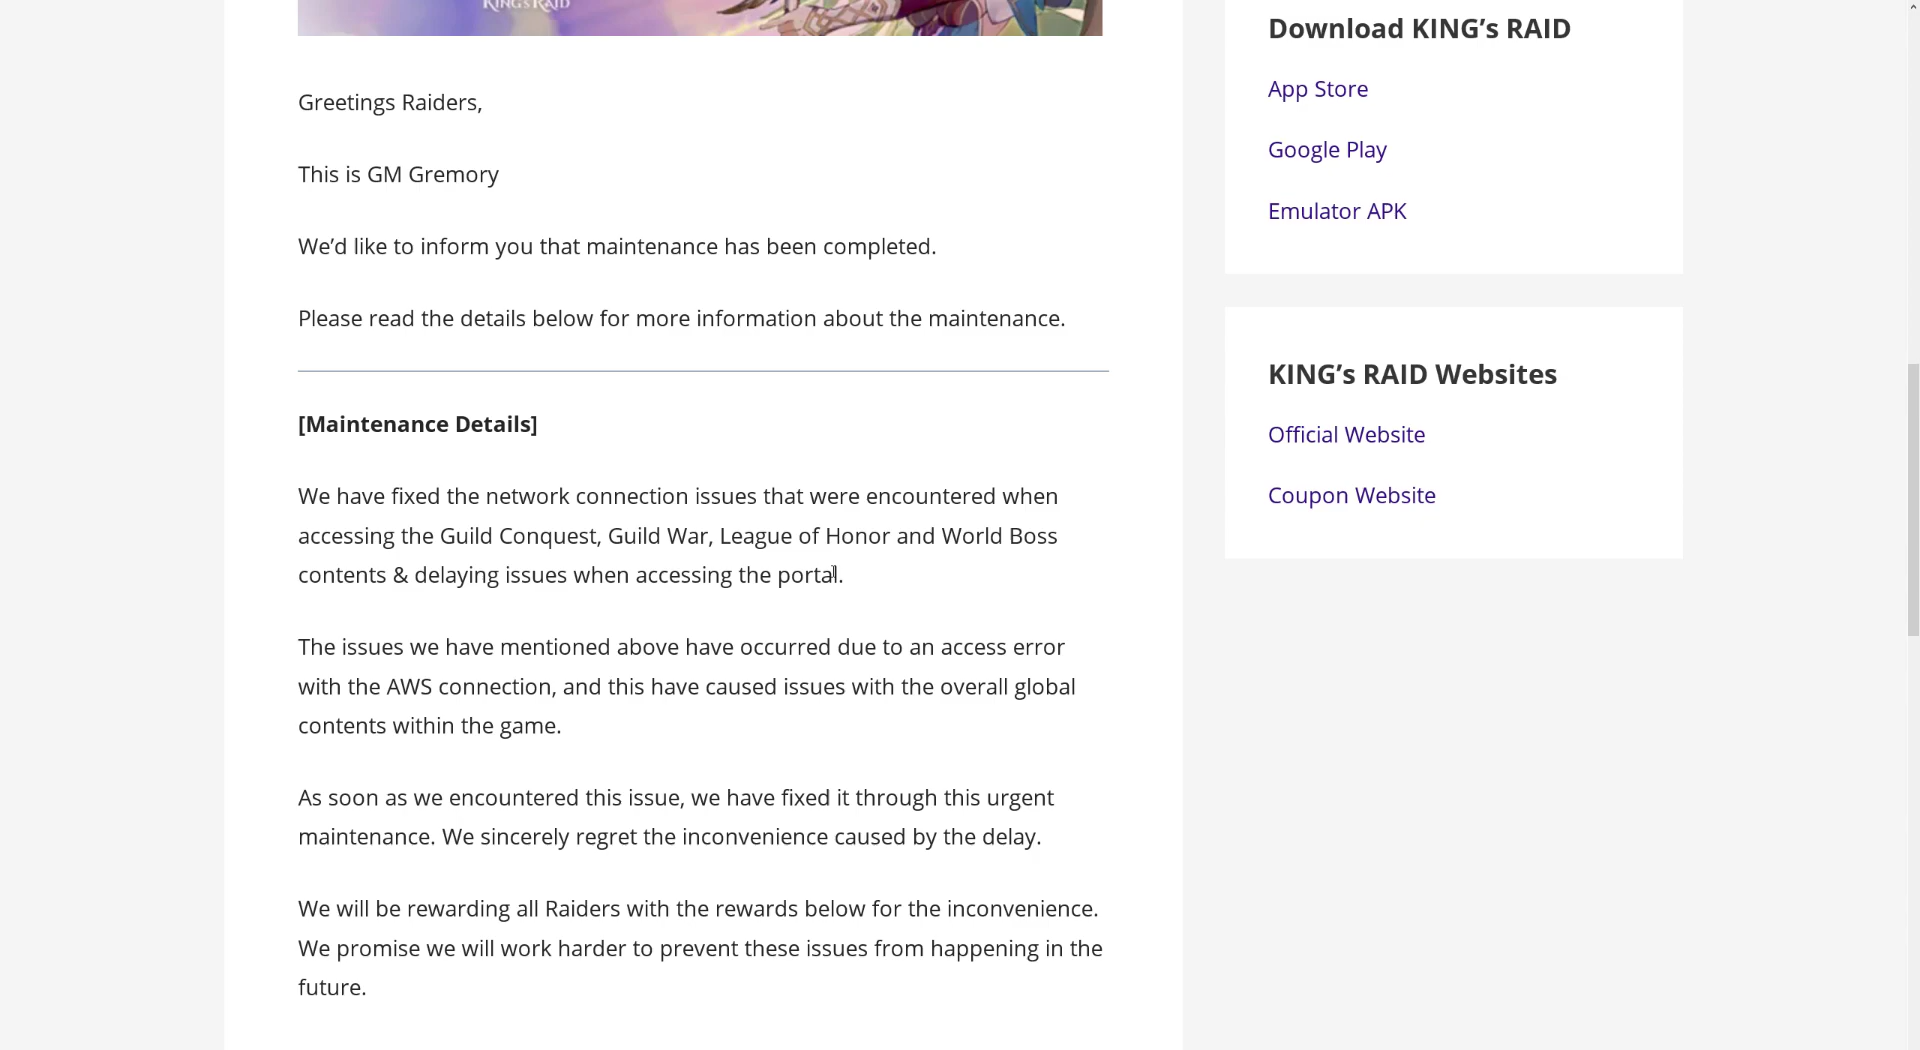 KING's RAID
Greetings Raiders,
This is GM Gremory
We’d like to inform you that maintenance has been completed.
Please read the details below for more information about the maintenance.
[Maintenance Details]
We have fixed the network connection issues that were encountered when
accessing the Guild Conquest, Guild War, League of Honor and World Boss
contents & delaying issues when accessing the portal.
The issues we have mentioned above have occurred due to an access error
with the AWS connection, and this have caused issues with the overall global
contents within the game.
As soon as we encountered this issue, we have fixed it through this urgent
maintenance. We sincerely regret the inconvenience caused by the delay.
We will be rewarding all Raiders with the rewards below for the inconvenience.
We promise we will work harder to prevent these issues from happening in the
future.
Download KING’s RAID
App Store
Google Play
Emulator APK
KING’s RAID Websites
Official Website
Coupon Website